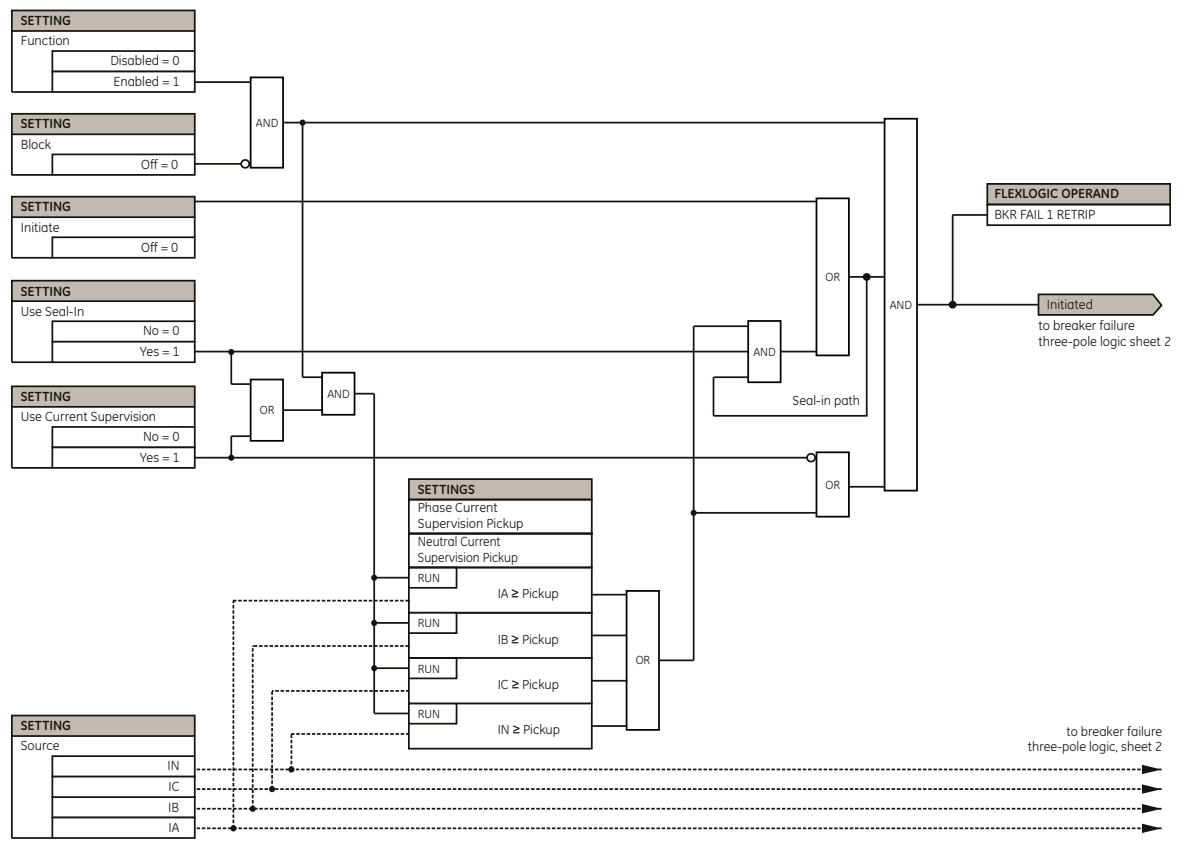 SETTING
Function
Disabled = 0
Enabled = 1
SETTING
Block
Off = 0
SETTING
Initiate
Off = 0
SETTING
Use Seal-In
No = 0
Yes = 1
SETTING
Use Current Supervision
No = 0
Yes = 1
AND
OR
AND
SETTINGS
Phase Current
Supervision Pickup
Neutral Current
Supervision Pickup
RUN
IA ≥ Pickup
RUN
IB ≥ Pickup
RUN
IC ≥ Pickup
RUN
IN ≥ Pickup
OR
AND
Seal-in path
OR
OR
AND
FLEXLOGIC OPERAND
BKR FAIL 1 RETRIP
Initiated
to breaker failure
three-pole logic sheet 2
SETTING
Source
IN
IC
IB
IA
to breaker failure
three-pole logic, sheet 2